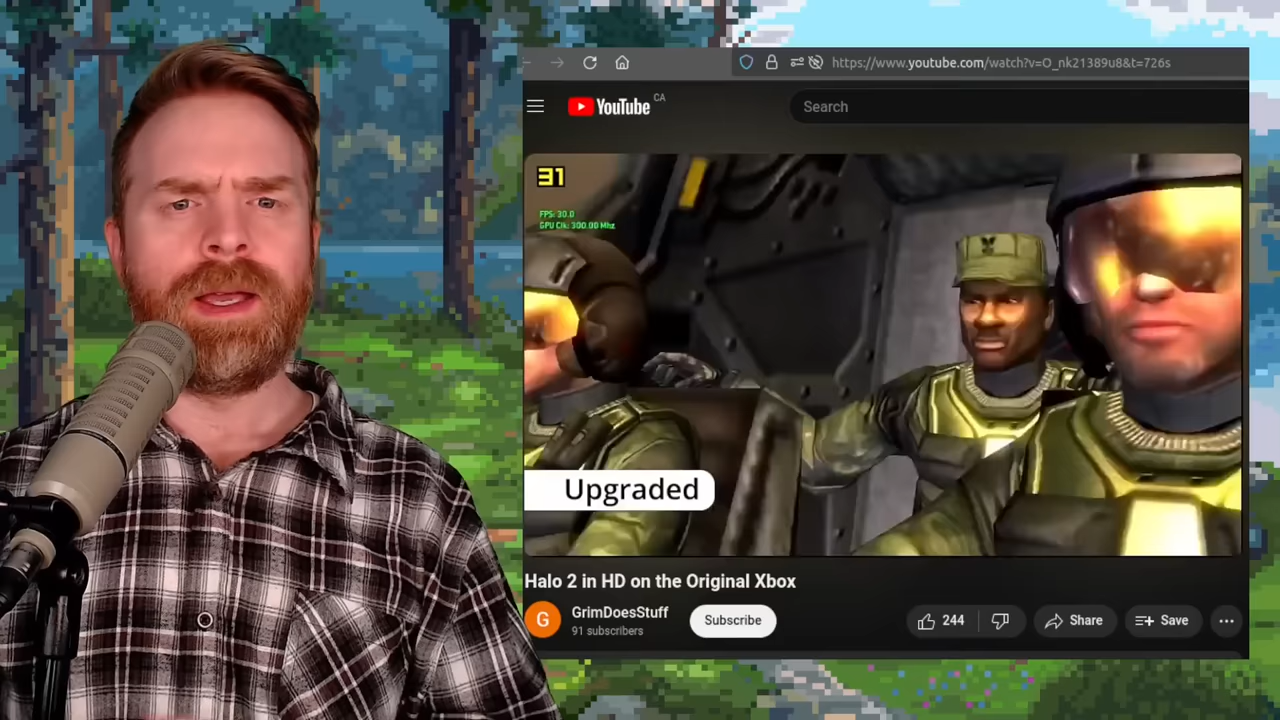 https://www.youtube.com/watch?v=O_nk21389u8&t=726s
YouTube CA
Search
31
FPS: 30.0
GPU Clk: 300.00 Mhz
Upgraded
Halo 2 in HD on the Original Xbox
G
GrimDoesStuff
91 subscribers
Subscribe
244
Share
Save